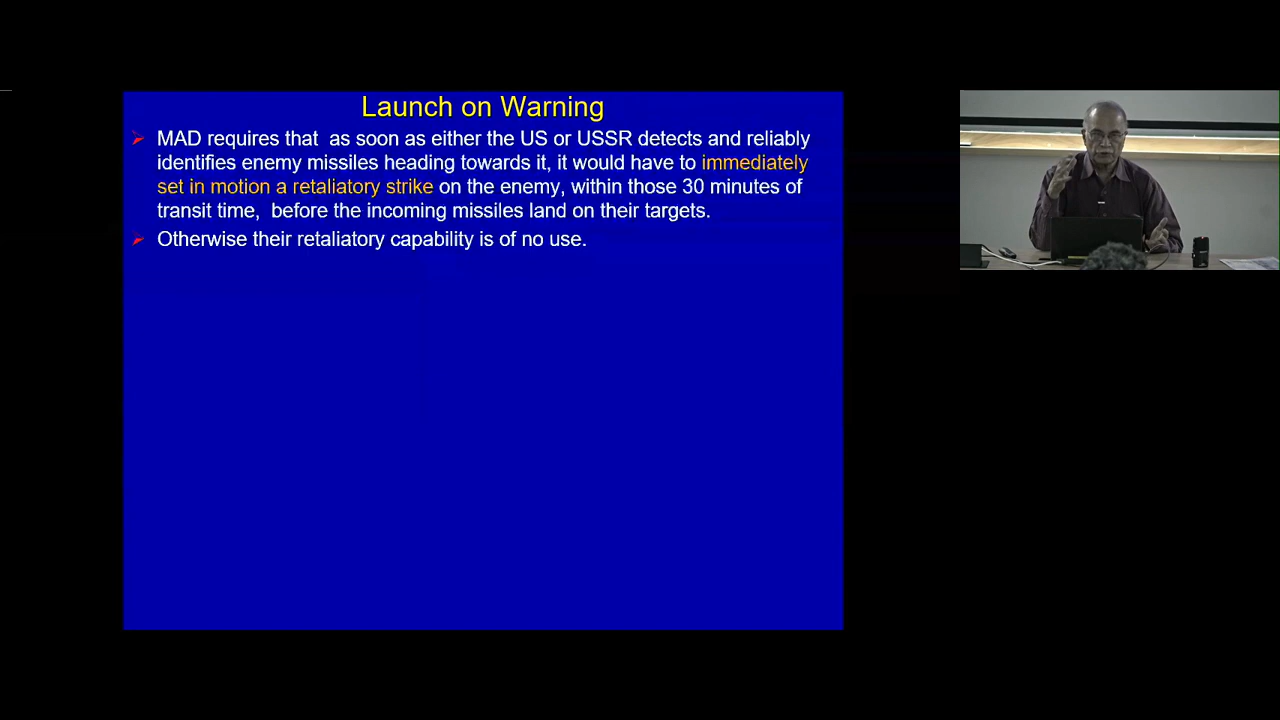 Launch on Warning
MAD requires that as soon as either the US or USSR detects and reliably
identifies enemy missiles heading towards it, it would have to immediately
set in motion a retaliatory strike on the enemy, within those 30 minutes of
transit time, before the incoming missiles land on their targets.
Otherwise their retaliatory capability is of no use.